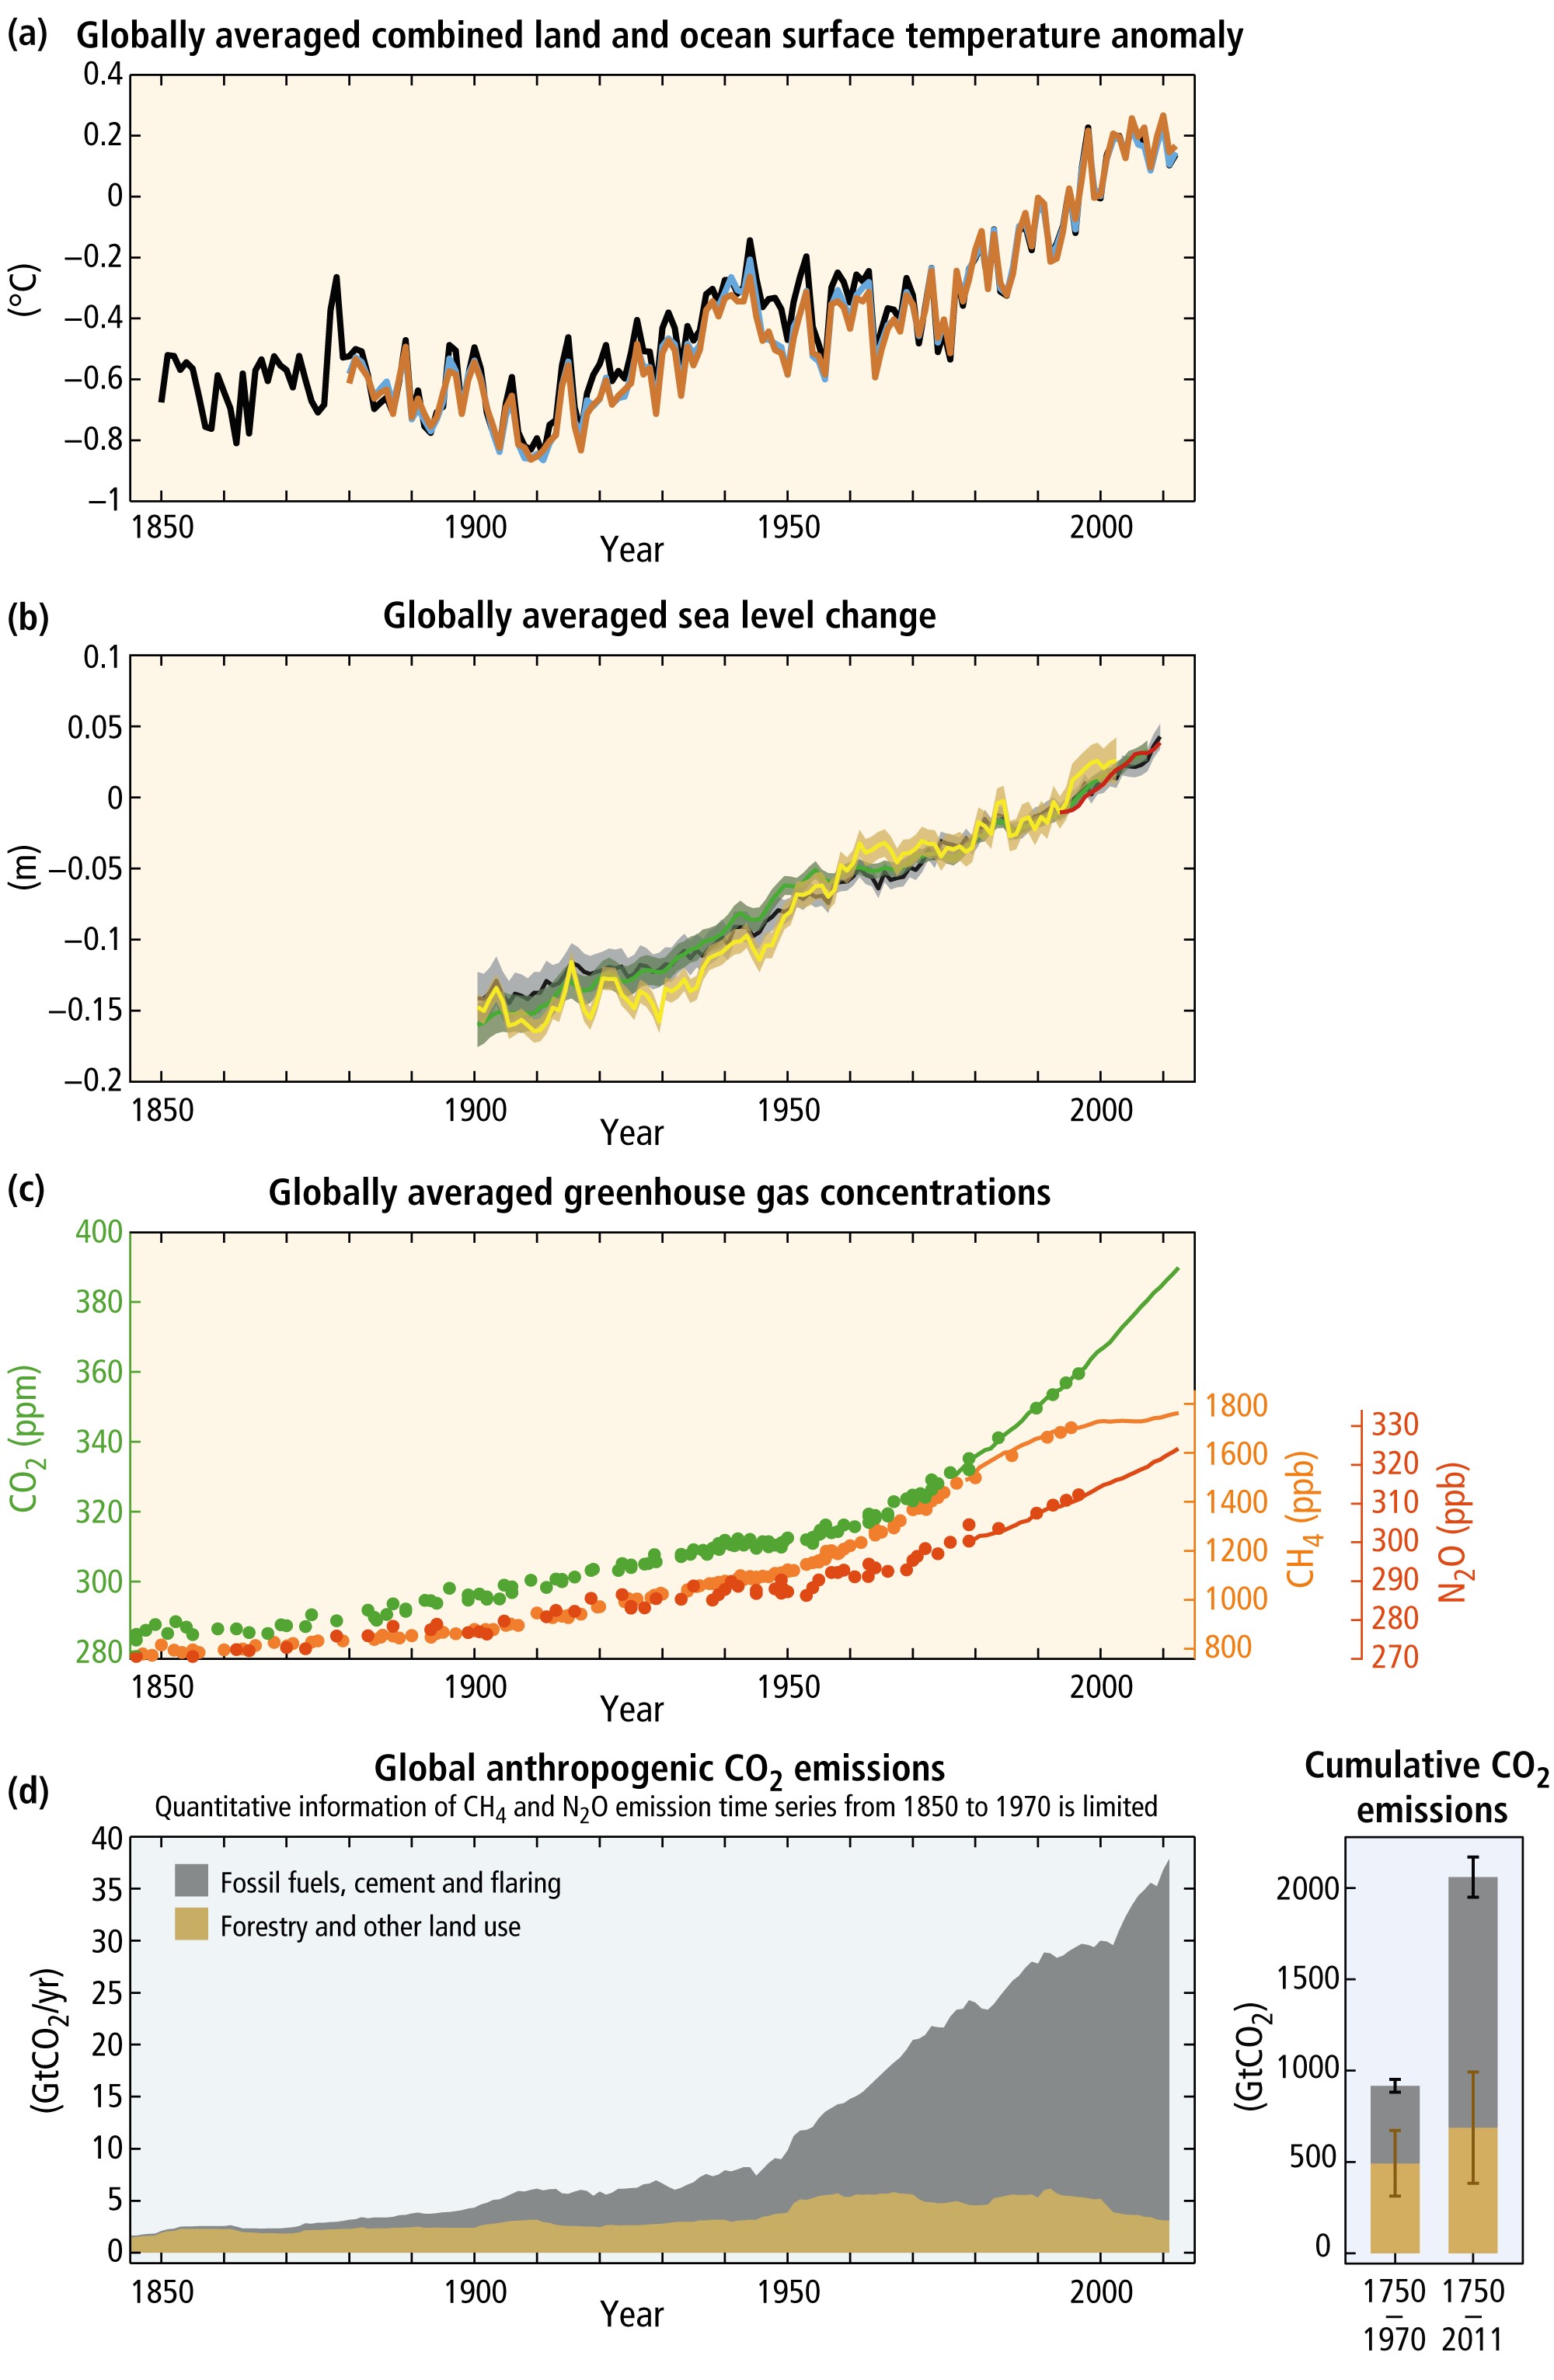 (a) Globally averaged combined land and ocean surface temperature anomaly
0.4
0.2
0
−0.2
−0.4
−0.6
−0.8
−1
(°C)
1850 1900 1950 2000
Year
(b) Globally averaged sea level change
0.1
0.05
0
−0.05
−0.1
−0.15
−0.2
(m)
1850 1900 1950 2000
Year
(c) Globally averaged greenhouse gas concentrations
400
380
360
340
320
300
280
CO2 (ppm)
1800
1600
1400
1200
1000
800
CH4 (ppb)
330
320
310
300
290
280
270
N2O (ppb)
1850 1900 1950 2000
Year
(d) Global anthropogenic CO2 emissions
Quantitative information of CH4 and N2O emission time series from 1850 to 1970 is limited
40
35
30
25
20
15
10
5
0
(GtCO2/yr)
Fossil fuels, cement and flaring
Forestry and other land use
1850 1900 1950 2000
Year
Cumulative CO2
emissions
2000
1500
1000
500
0
(GtCO2)
1750 1750
– –
1970 2011